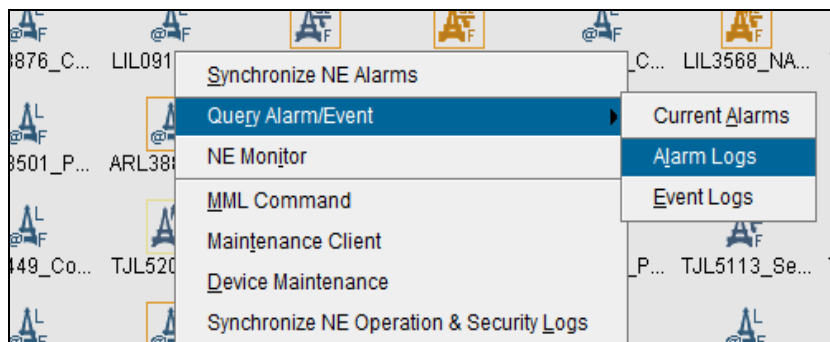 3876_C... LIL091 _C... LIL3568_NA...
Synchronize NE Alarms
Query Alarm/Event
Current Alarms
3501_P... ARL388
NE Monitor
Alarm Logs
MML Command
Event Logs
Maintenance Client
449_Co... TJL520 _P... TJL5113_Se...
Device Maintenance
Synchronize NE Operation & Security Logs